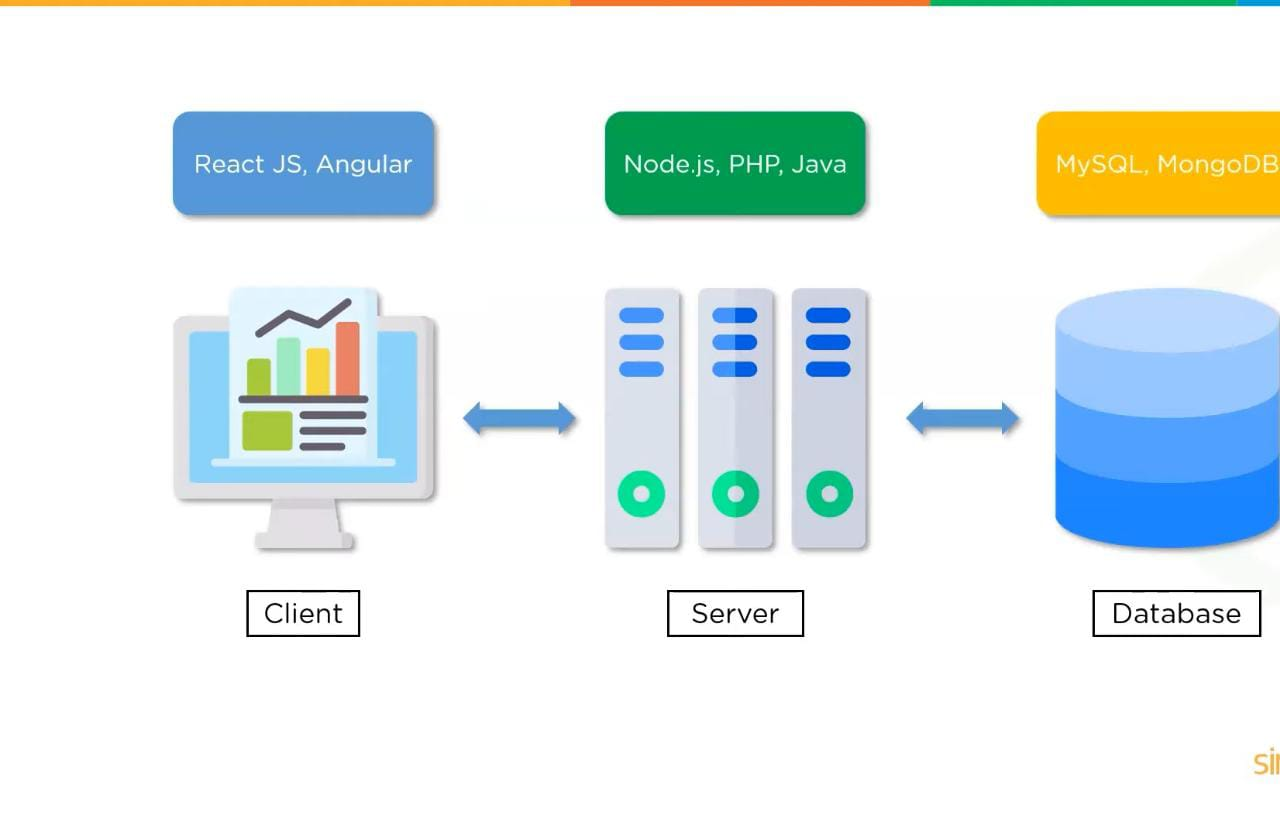 React JS, Angular
Node.js, PHP, Java
MySQL, MongoDB
Client
Server
Database